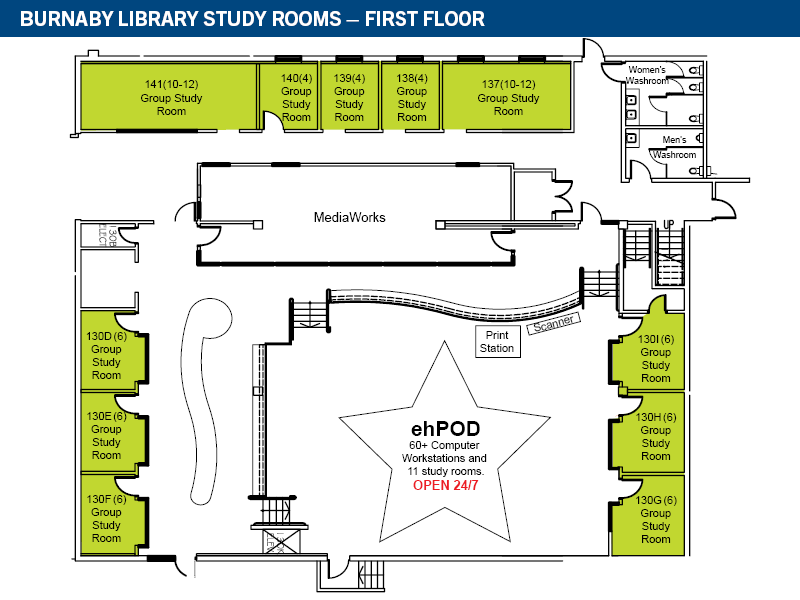 BURNABY LIBRARY STUDY ROOMS – FIRST FLOOR
141(10-12)
Group Study
Room
140(4)
Group
Study
Room
139(4)
Group
Study
Room
138(4)
Group
Study
Room
137(10-12)
Group Study
Room
Women's
Washroom
Men's
Washroom
MediaWorks
UP
130B
ELECT
130D(6)
Group
Study
Room
130E(6)
Group
Study
Room
130F(6)
Group
Study
Room
Print
Station
Scanner
ehPOD
60+ Computer
Workstations and
11 study rooms.
OPEN 24/7
130I(6)
Group
Study
Room
130H(6)
Group
Study
Room
130G(6)
Group
Study
Room